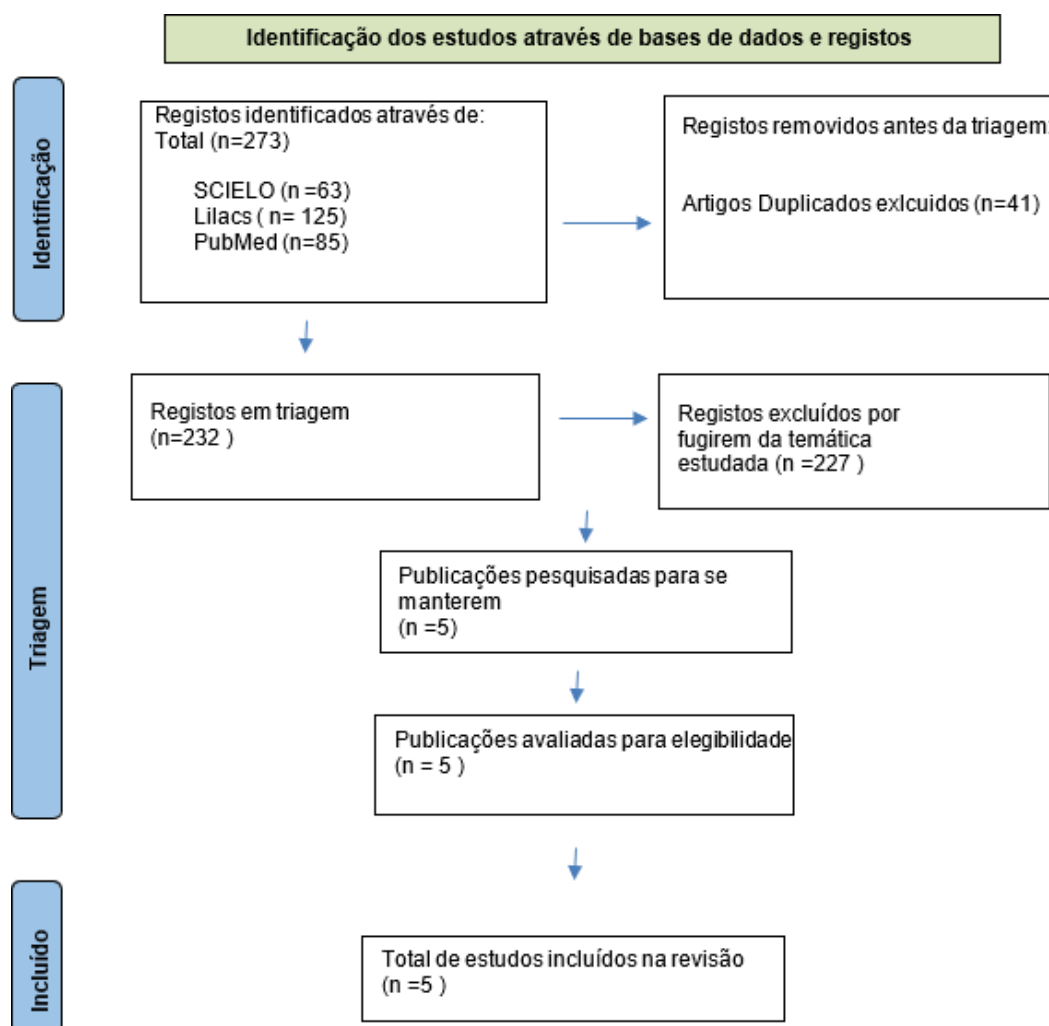 Identificação dos estudos através de bases de dados e registos
Identificação
Registos identificados através de:
Total (n=273)
SCIELO (n =63)
Lilacs ( n= 125)
PubMed (n=85)
Registos removidos antes da triagem:
Artigos Duplicados exlcuidos (n=41)
Triagem
Registos em triagem
(n=232 )
Registos excluídos por
fugirem da temática
estudada (n =227 )
Publicações pesquisadas para se
manterem
(n =5)
Publicações avaliadas para elegibilidade
(n = 5 )
Incluído
Total de estudos incluídos na revisão
(n =5 )